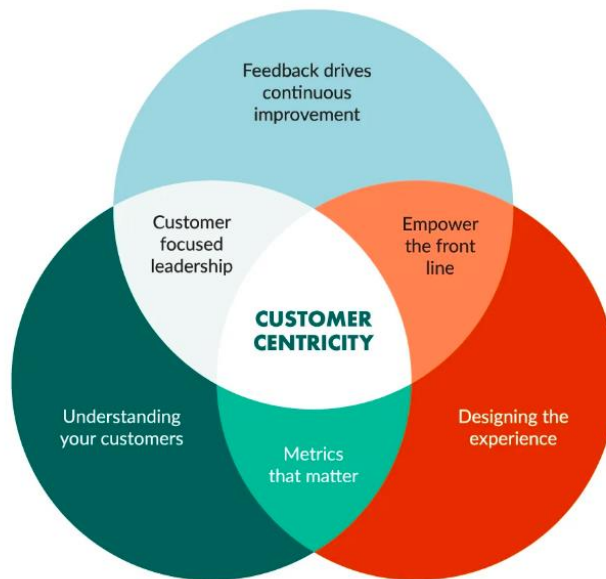 Feedback drives
continuous
improvement
Customer
focused
leadership
Empower
the front
line
CUSTOMER
CENTRICITY
Understanding
your customers
Designing the
experience
Metrics
that matter